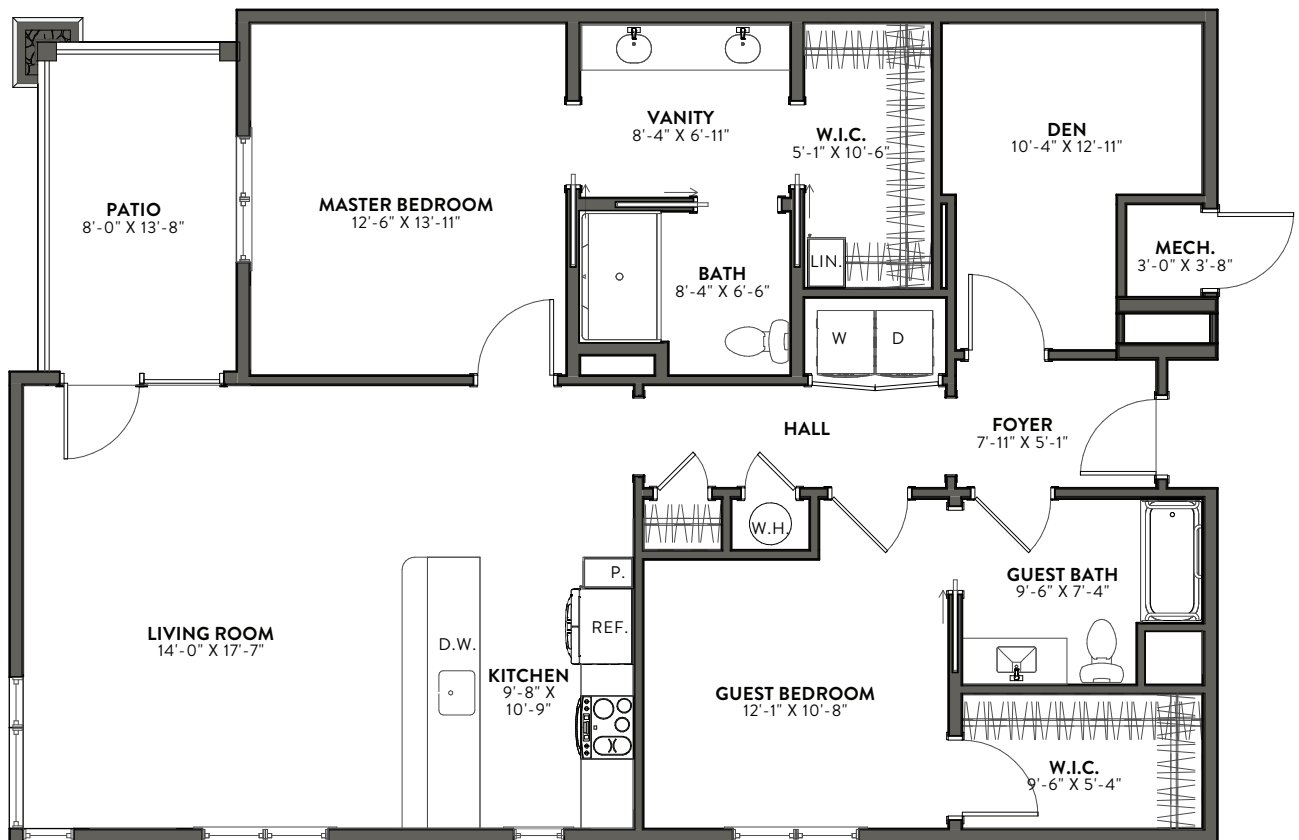 PATIO
8'-0" X 13'-8"
MASTER BEDROOM
12'-6" X 13'-11"
VANITY
8'-4" X 6'-11"
W.I.C.
5'-1" X 10'-6"
DEN
10'-4" X 12'-11"
MECH.
3'-0" X 3'-8"
BATH
8'-4" X 6'-6"
LIN.
W
D
HALL
FOYER
7'-11" X 5'-1"
W.H.
P.
REF.
D.W.
LIVING ROOM
14'-0" X 17'-7"
KITCHEN
9'-8" X
10'-9"
GUEST BEDROOM
12'-1" X 10'-8"
GUEST BATH
9'-6" X 7'-4"
W.I.C.
9'-6" X 5'-4"